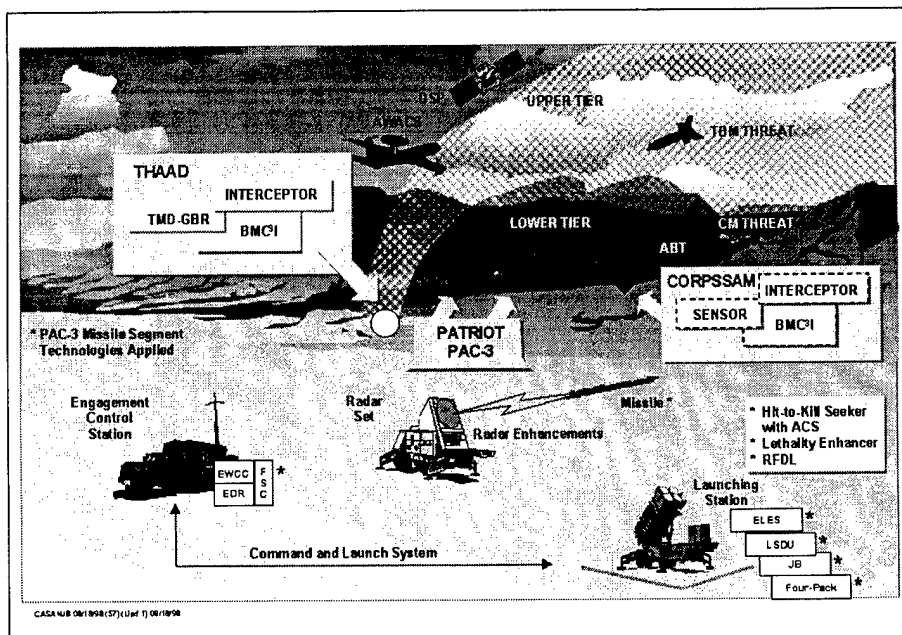 DSP
UPPER TIER
AWACS
TBM THREAT
THAAD
INTERCEPTOR
TMD-GBR
BMC³I
LOWER TIER
CM THREAT
ABT
CORPSSAM
INTERCEPTOR
SENSOR
BMC³I
* PAC-3 Missile Segment
Technologies Applied
PATRIOT
PAC-3
Engagement
Control
Station
Radar
Set
Missile *
Radar Enhancements
* Hit-to-Kill Seeker
with ACS
* Lethality Enhancer
* RFDL
EWCC
EDR
F
S
C
*
Launching
Station
ELES *
LSDU *
JB *
Four-Pack *
Command and Launch System